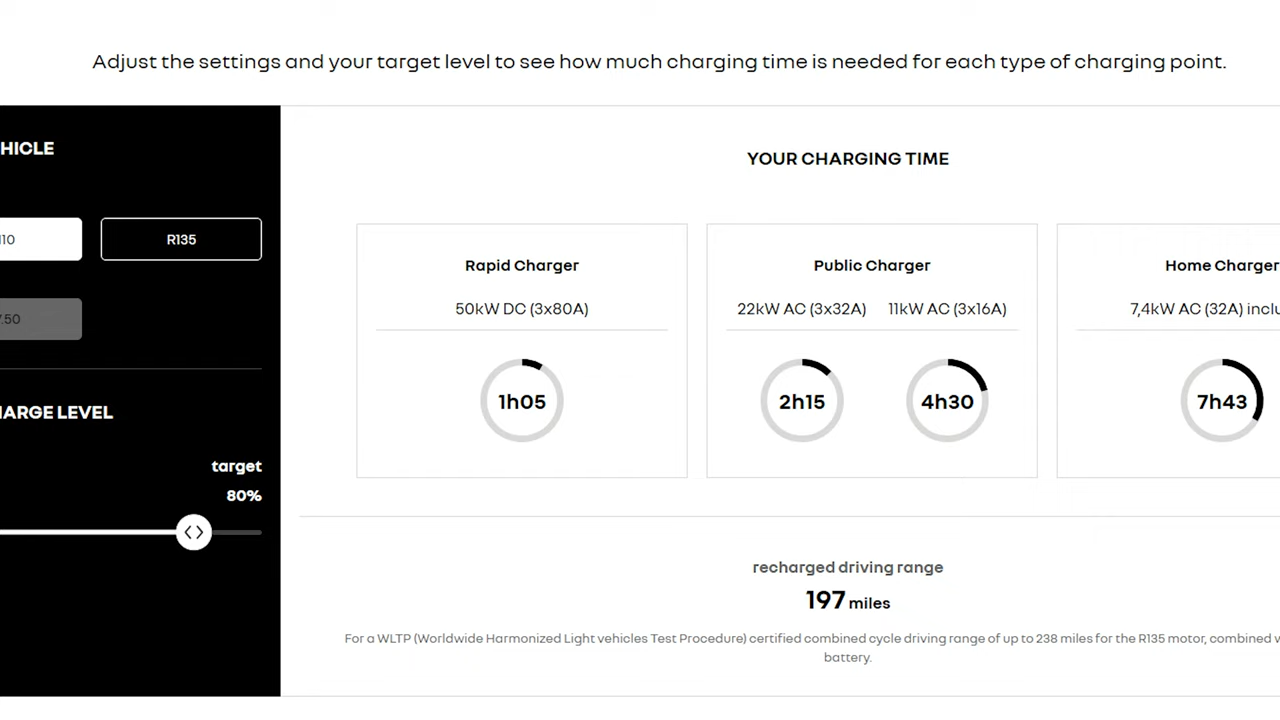 Adjust the settings and your target level to see how much charging time is needed for each type of charging point.
HICLE
110
R135
7.50
HARGE LEVEL
target
80%
YOUR CHARGING TIME
Rapid Charger
50kW DC (3x80A)
1h05
Public Charger
22kW AC (3x32A) 11kW AC (3x16A)
2h15 4h30
Home Charger
7,4kW AC (32A) inclu
7h43
recharged driving range
197 miles
For a WLTP (Worldwide Harmonized Light vehicles Test Procedure) certified combined cycle driving range of up to 238 miles for the R135 motor, combined
battery.